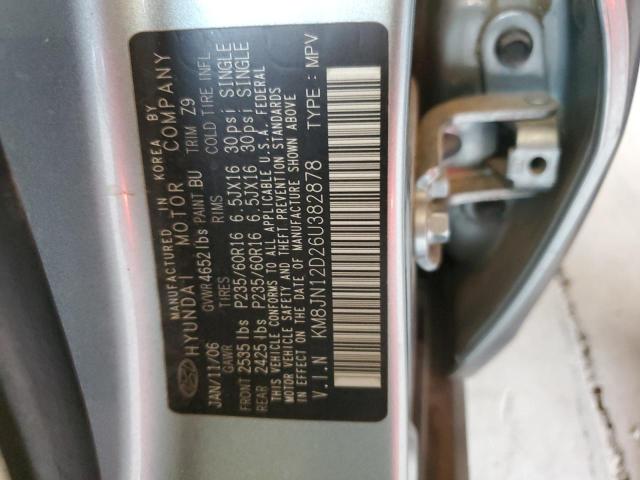 MANUFACTURED IN KOREA BY
HYUNDAI MOTOR COMPANY
GVWR 4652 lbs PAINT BU TRIM Z9
JAN/11/06 TIRES RIMS COLD TIRE INFL
GAWR
FRONT 2535 lbs P235/60R16 6.5JX16 30psi SINGLE
REAR 2425 lbs P235/60R16 6.5JX16 30psi SINGLE
THIS VEHICLE CONFORMS TO ALL APPLICABLE U.S.A. FEDERAL
MOTOR VEHICLE SAFETY AND THEFT PREVENTION STANDARDS
IN EFFECT ON THE DATE OF MANUFACTURE SHOWN ABOVE
V.I.N KM8JN12D26U382878 TYPE : MPV